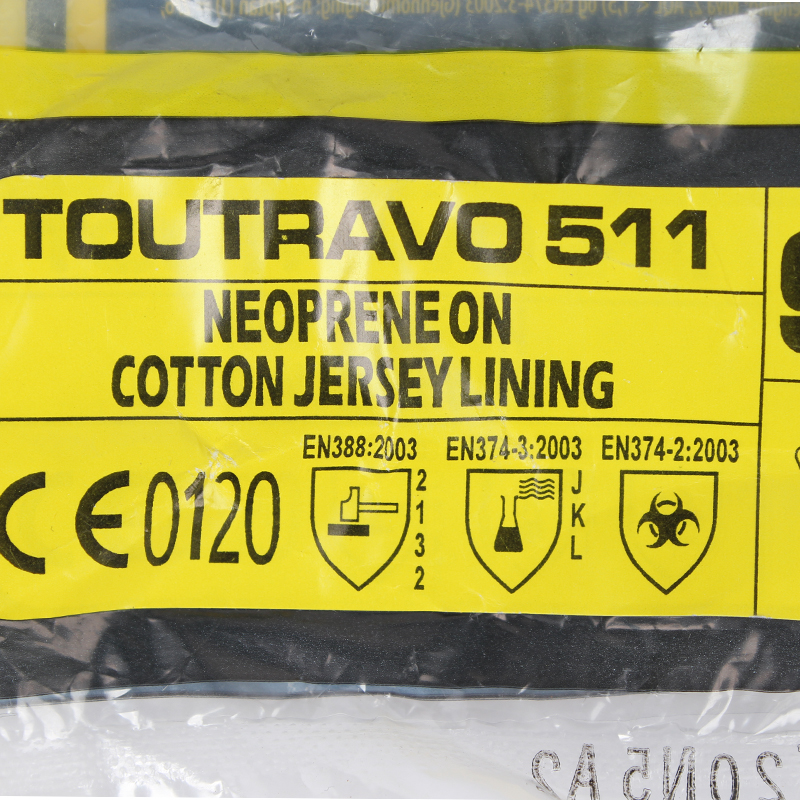 TOUTRAVO 511
NEOPRENE ON
COTTON JERSEY LINING
EN388:2003 EN374-3:2003 EN374-2:2003
CE 0120
2
1
3
2
J
K
L